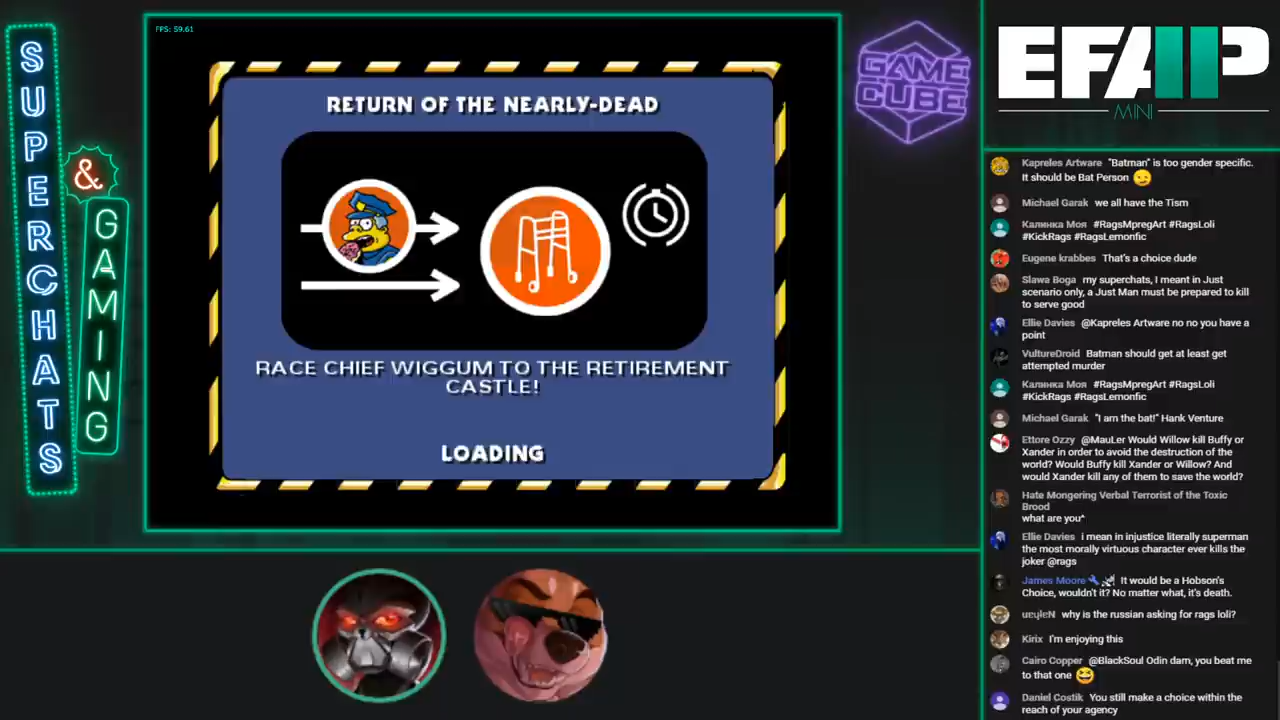 SUPERCHATS
&
GAMING
FPS: 59.61
RETURN OF THE NEARLY-DEAD
RACE CHIEF WIGGUM TO THE RETIREMENT
CASTLE!
LOADING
GAME
CUBE
EFAP
MINI
Kapreles Artware "Batman" is too gender specific.
It should be Bat Person 😉
Michael Garak we all have the Tism
Калинка Моя #RagsMpregArt #RagsLoli
#KickRags #RagsLemonfic
Eugene krabbes That's a choice dude
Slawa Boga my superchats, I meant in Just
scenario only, a Just Man must be prepared to kill
to serve good
Ellie Davies @Kapreles Artware no no you have a
point
VultureDroid Batman should get at least get
attempted murder
Калинка Моя #RagsMpregArt #RagsLoli
#KickRags #RagsLemonfic
Michael Garak "I am the bat!" Hank Venture
Ettore Ozzy @MauLer Would Willow kill Buffy or
Xander in order to avoid the destruction of the
world? Would Buffy kill Xander or Willow? And
would Xander kill any of them to save the world?
Hate Mongering Verbal Terrorist of the Toxic
Brood
what are you*
Ellie Davies i mean in injustice literally superman
the most morally virtuous character ever kills the
joker @rags
James Moore 🔧 It would be a Hobson's
Choice, wouldn't it? No matter what, it's death.
why is the russian asking for rags loli?
Kirix I'm enjoying this
Cairo Copper @BlackSoul Odin dam, you beat me
to that one 😆
Daniel Costik You still make a choice within the
reach of your agency